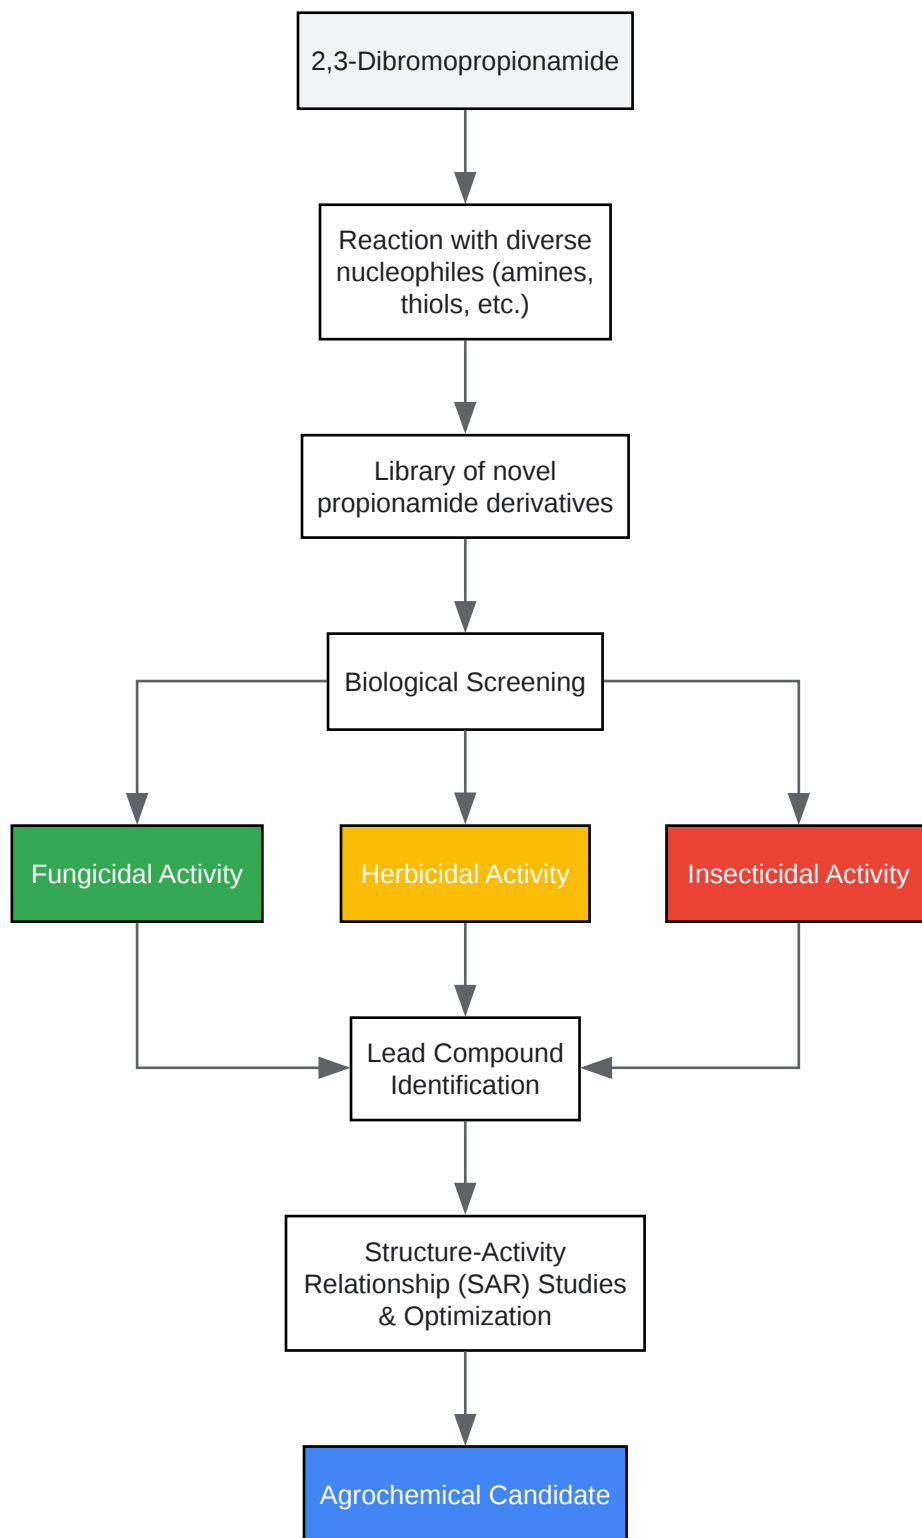 2,3-Dibromopropionamide
Reaction with diverse
nucleophiles (amines,
thiols, etc.)
Library of novel
propionamide derivatives
Biological Screening
Fungicidal Activity
Herbicidal Activity
Insecticidal Activity
Lead Compound
Identification
Structure-Activity
Relationship (SAR) Studies
& Optimization
Agrochemical Candidate